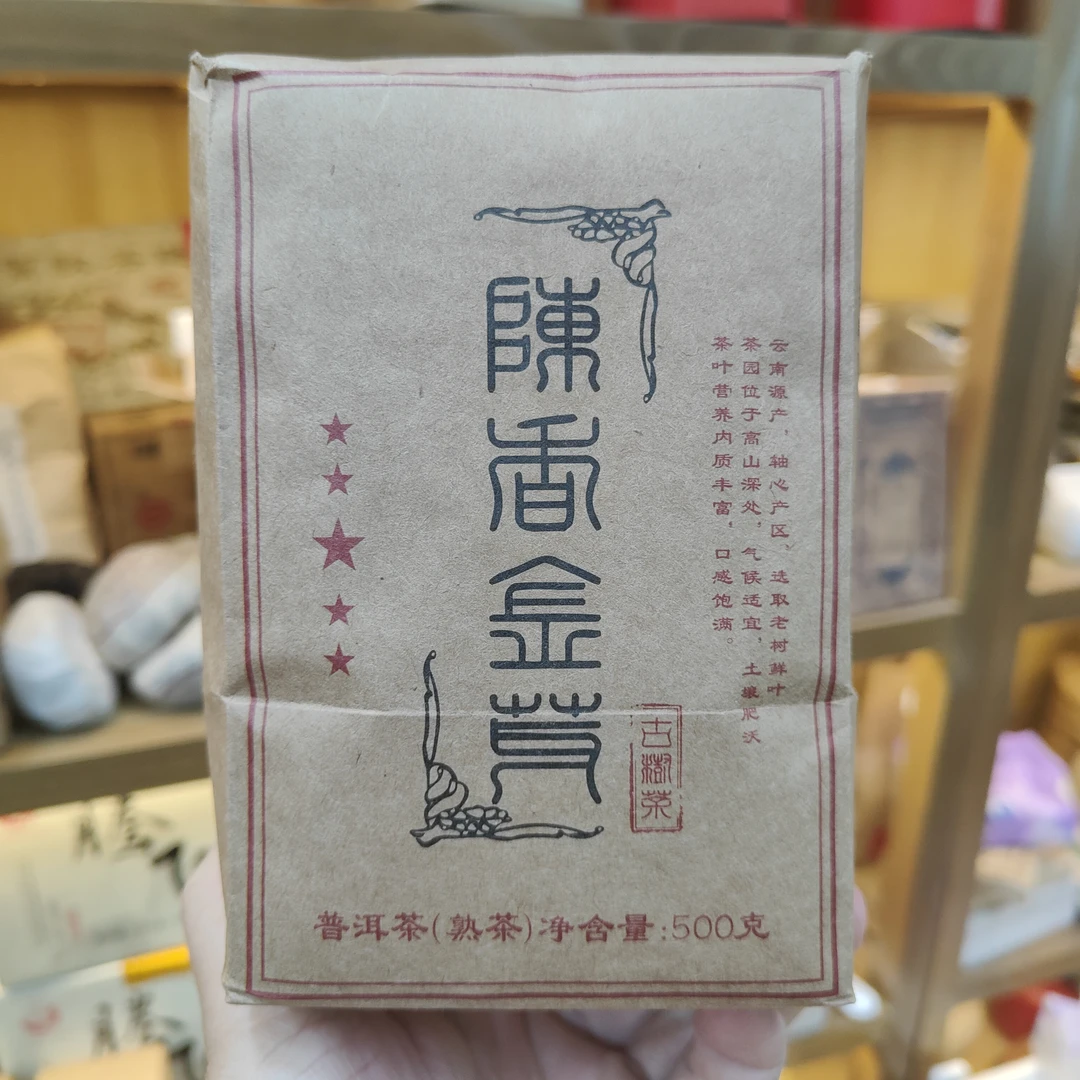 陳香金芽
云南源产，轴心产区，选取老树鲜叶，
茶园位于高山深处，气候适宜，土壤肥沃
茶叶营养内质丰富，口感饱满。
古樹茶
普洱茶(熟茶)净含量:500克